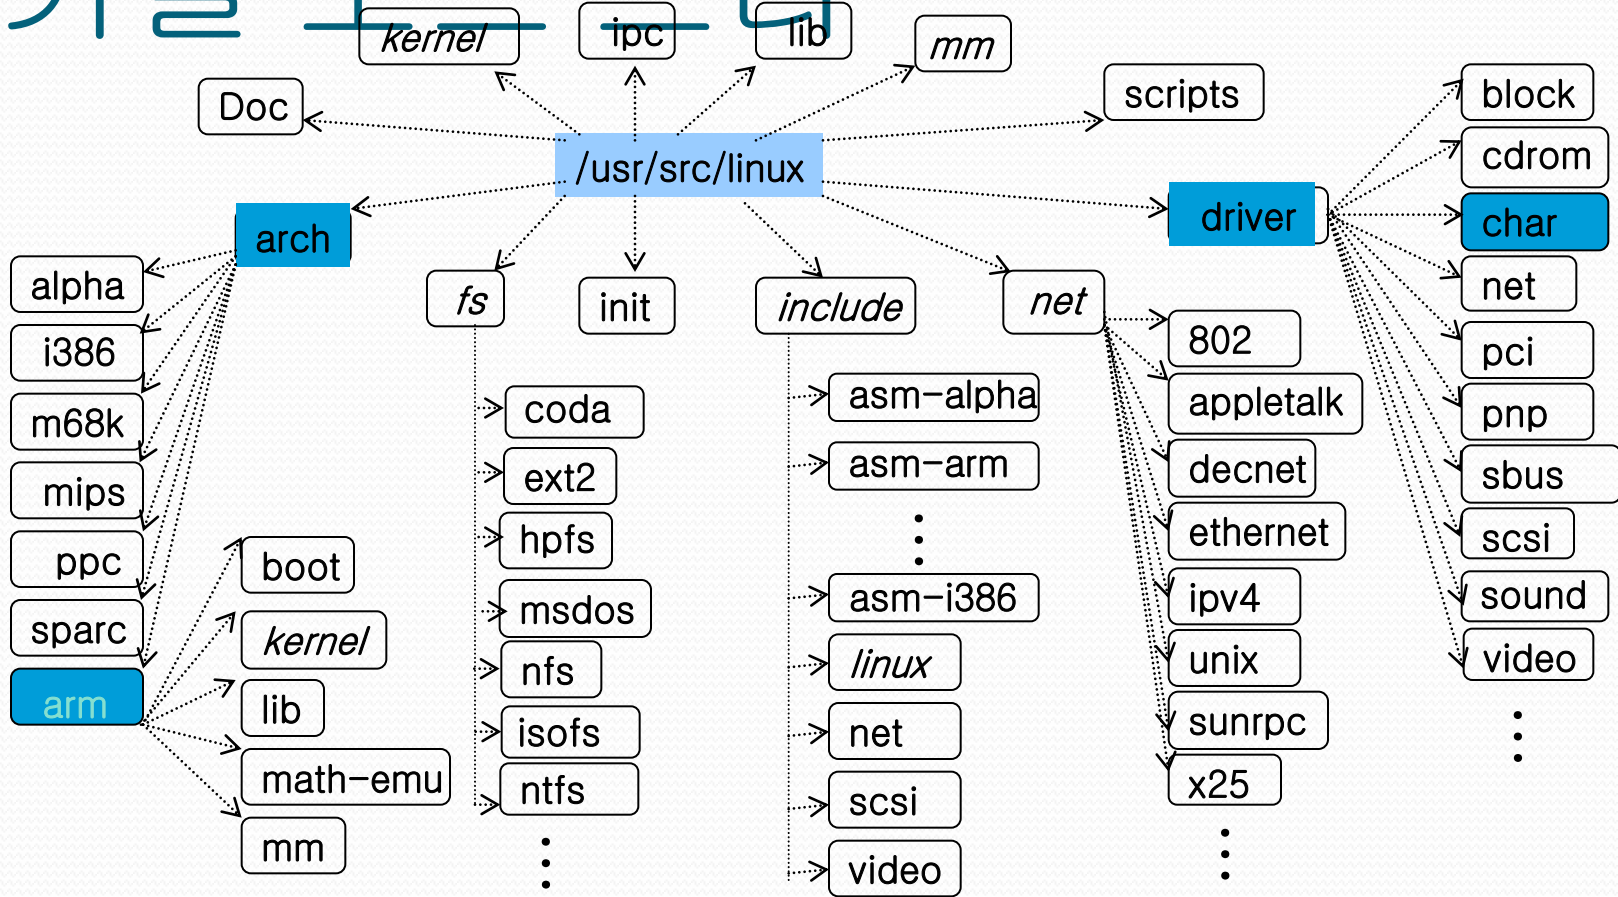 kernel
ipc
lib
mm
Doc
scripts
/usr/src/linux
arch
driver
alpha
i386
m68k
mips
ppc
sparc
arm
boot
kernel
lib
math-emu
mm
fs
init
include
net
coda
ext2
hpfs
msdos
nfs
isofs
ntfs
asm-alpha
asm-arm
asm-i386
linux
net
scsi
video
802
appletalk
decnet
ethernet
ipv4
unix
sunrpc
x25
block
cdrom
char
net
pci
pnp
sbus
scsi
sound
video